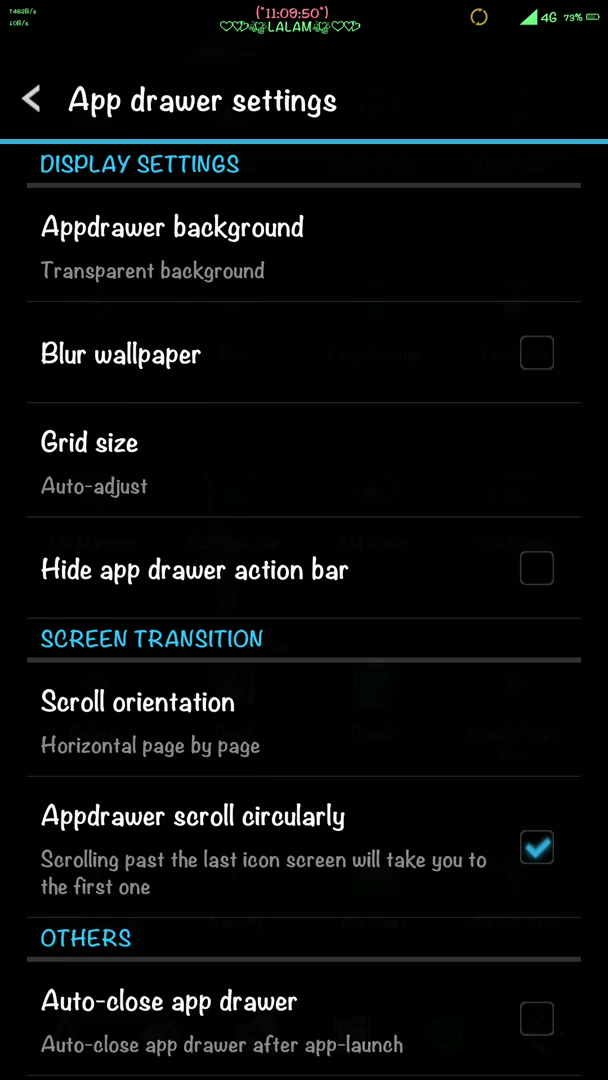 ("11:09:50")
LALAM
4G 73%
App drawer settings
DISPLAY SETTINGS
Appdrawer background
Transparent background
Blur wallpaper
Grid size
Auto-adjust
Hide app drawer action bar
SCREEN TRANSITION
Scroll orientation
Horizontal page by page
Appdrawer scroll circularly
Scrolling past the last icon screen will take you to
the first one
OTHERS
Auto-close app drawer
Auto-close app drawer after app-launch